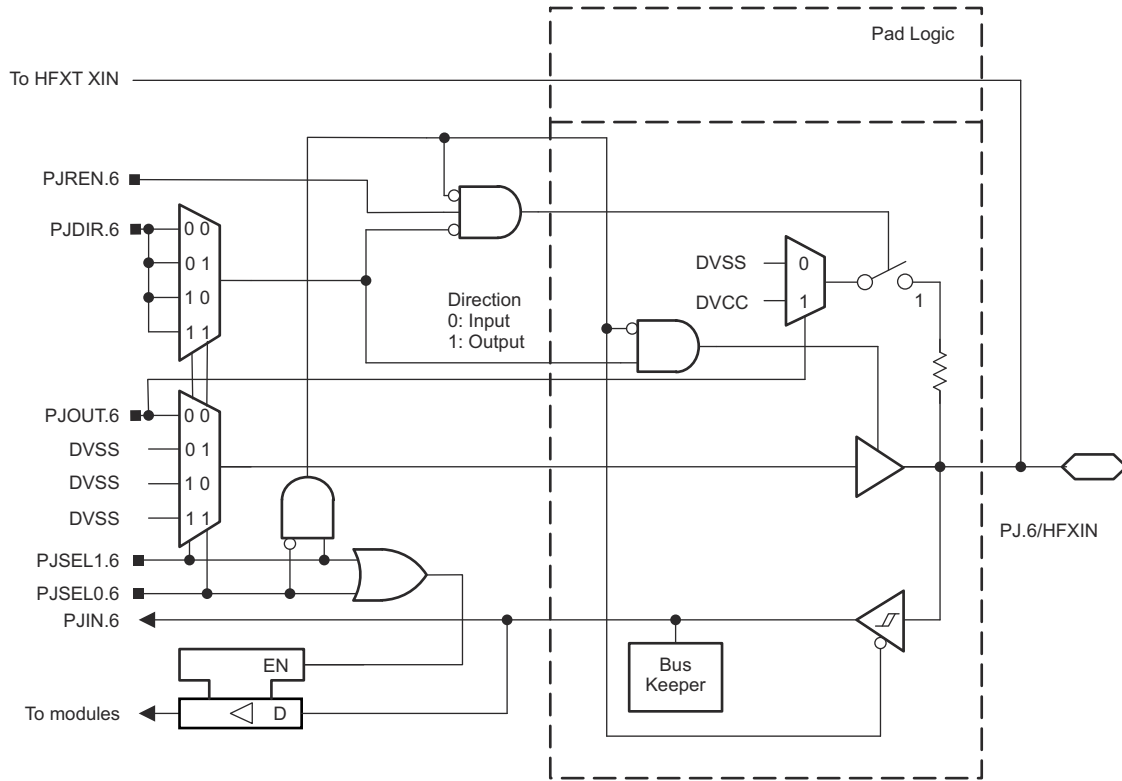 Pad Logic
To HFXT XIN
PJREN.6
PJDIR.6
0 0
0 1
1 0
1 1
Direction
0: Input
1: Output
DVSS
0
DVCC
1
1
PJOUT.6
0 0
DVSS
0 1
DVSS
1 0
DVSS
1 1
PJ.6/HFXIN
PJSEL1.6
PJSEL0.6
PJIN.6
EN
Bus
Keeper
To modules
D